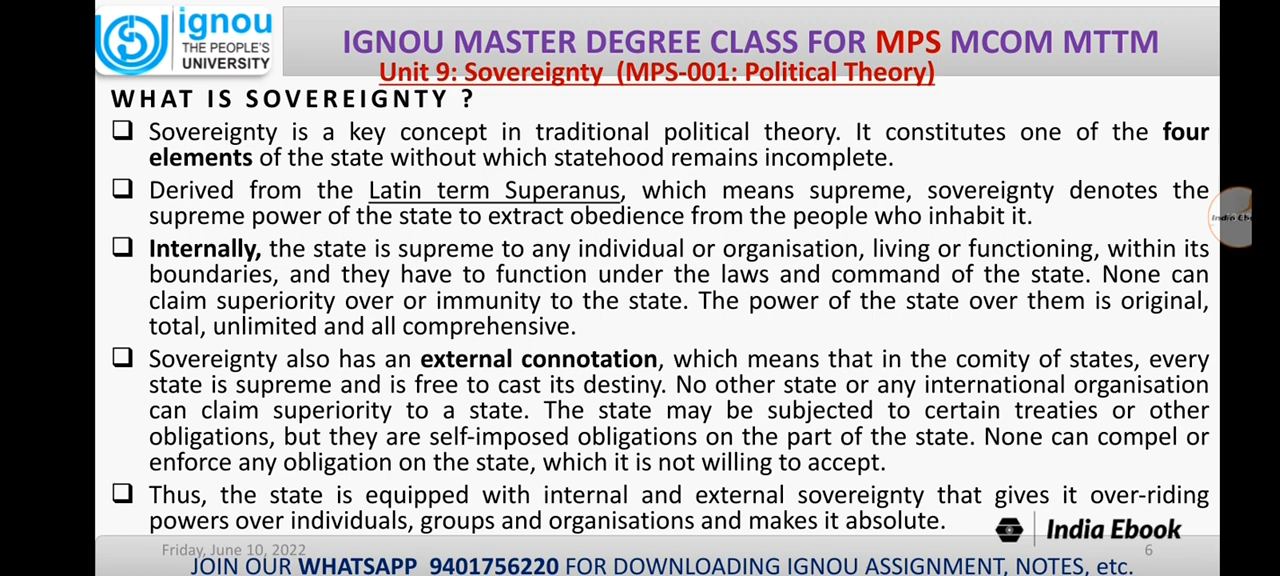 ignou
THE PEOPLE'S
UNIVERSITY
IGNOU MASTER DEGREE CLASS FOR MPS MCOM MTTM
Unit 9: Sovereignty (MPS-001: Political Theory)
WHAT IS SOVEREIGNTY ?
❑ Sovereignty is a key concept in traditional political theory. It constitutes one of the four
elements of the state without which statehood remains incomplete.
❑ Derived from the Latin term Superanus, which means supreme, sovereignty denotes the
supreme power of the state to extract obedience from the people who inhabit it.
❑ Internally, the state is supreme to any individual or organisation, living or functioning, within its
boundaries, and they have to function under the laws and command of the state. None can
claim superiority over or immunity to the state. The power of the state over them is original,
total, unlimited and all comprehensive.
❑ Sovereignty also has an external connotation, which means that in the comity of states, every
state is supreme and is free to cast its destiny. No other state or any international organisation
can claim superiority to a state. The state may be subjected to certain treaties or other
obligations, but they are self-imposed obligations on the part of the state. None can compel or
enforce any obligation on the state, which it is not willing to accept.
❑ Thus, the state is equipped with internal and external sovereignty that gives it over-riding
powers over individuals, groups and organisations and makes it absolute.
India Ebook
Friday, June 10, 2022
6
JOIN OUR WHATSAPP 9401756220 FOR DOWNLOADING IGNOU ASSIGNMENT, NOTES, etc.